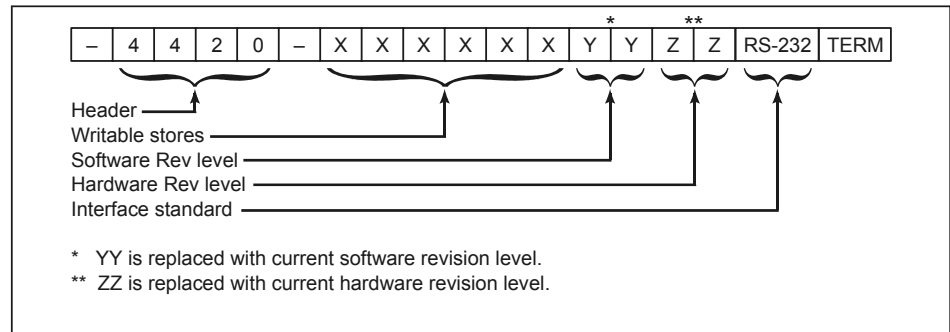 * **
– 4 4 2 0 – X X X X X X Y Y Z Z RS-232 TERM
Header
Writable stores
Software Rev level
Hardware Rev level
Interface standard
* YY is replaced with current software revision level.
** ZZ is replaced with current hardware revision level.